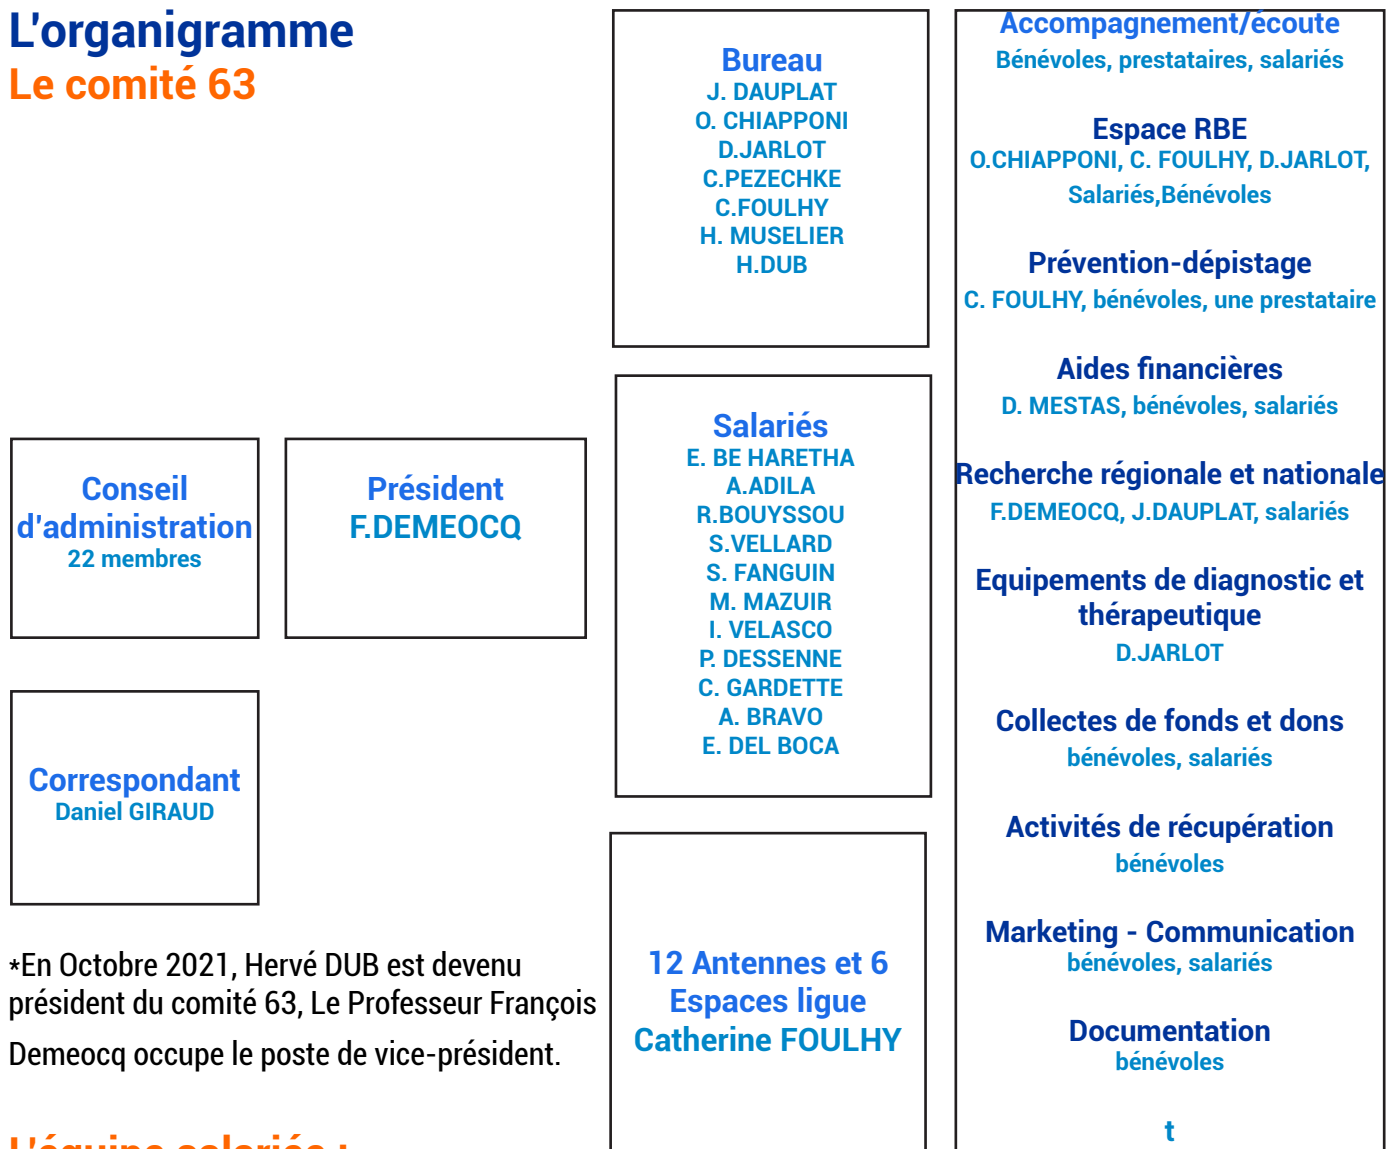 L'organigramme
Le comité 63
Bureau
J. DAUPLAT
O. CHIAPPONI
D.JARLOT
C.PEZECHKE
C.FOULHY
H. MUSELIER
H.DUB
Conseil
d'administration
22 membres
Président
F.DEMEOCQ
Salariés
E. BE HARETHA
A.ADILA
R.BOUYSSOU
S.VELLARD
S. FANGUIN
M. MAZUIR
I. VELASCO
P. DESSENNE
C. GARDETTE
A. BRAVO
E. DEL BOCA
Correspondant
Daniel GIRAUD
*En Octobre 2021, Hervé DUB est devenu
président du comité 63, Le Professeur François
Demeocq occupe le poste de vice-président.
12 Antennes et 6
Espaces ligue
Catherine FOULHY
Accompagnement/écoute
Bénévoles, prestataires, salariés
Espace RBE
O.CHIAPPONI, C. FOULHY, D.JARLOT,
Salariés,Bénévoles
Prévention-dépistage
C. FOULHY, bénévoles, une prestataire
Aides financières
D. MESTAS, bénévoles, salariés
Recherche régionale et nationale
F.DEMEOCQ, J.DAUPLAT, salariés
Equipements de diagnostic et
thérapeutique
D.JARLOT
Collectes de fonds et dons
bénévoles, salariés
Activités de récupération
bénévoles
Marketing - Communication
bénévoles, salariés
Documentation
bénévoles
t
L'équipe salariée :